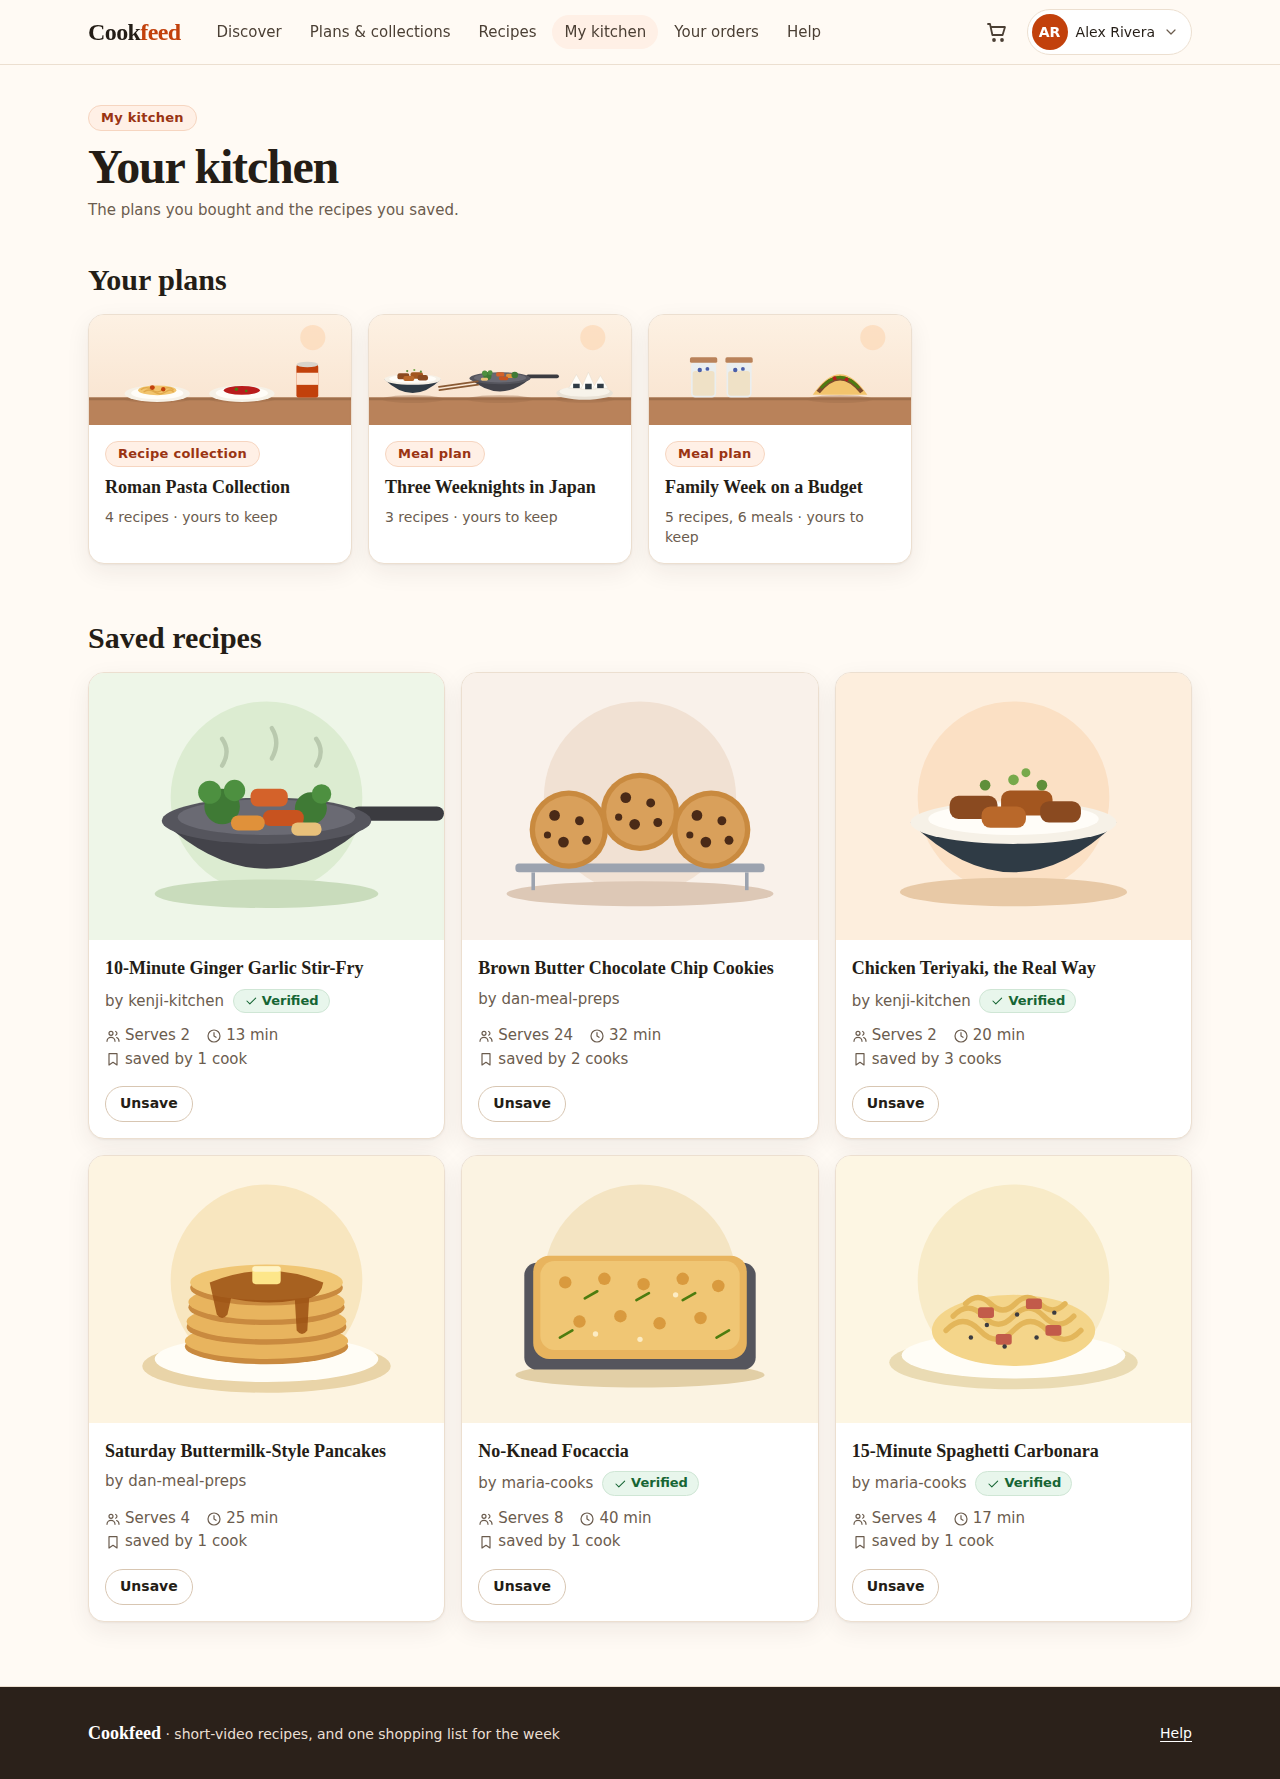 Cookfeed Discover Plans & collections Recipes My kitchen Your orders Help AR Alex Rivera
My kitchen
Your kitchen
The plans you bought and the recipes you saved.
Your plans
Recipe collection
Roman Pasta Collection
4 recipes · yours to keep
Meal plan
Three Weeknights in Japan
3 recipes · yours to keep
Meal plan
Family Week on a Budget
5 recipes, 6 meals · yours to
keep
Saved recipes
10-Minute Ginger Garlic Stir-Fry
by kenji-kitchen Verified
Serves 2 13 min
saved by 1 cook
Unsave
Brown Butter Chocolate Chip Cookies
by dan-meal-preps
Serves 24 32 min
saved by 2 cooks
Unsave
Chicken Teriyaki, the Real Way
by kenji-kitchen Verified
Serves 2 20 min
saved by 3 cooks
Unsave
Saturday Buttermilk-Style Pancakes
by dan-meal-preps
Serves 4 25 min
saved by 1 cook
Unsave
No-Knead Focaccia
by maria-cooks Verified
Serves 8 40 min
saved by 1 cook
Unsave
15-Minute Spaghetti Carbonara
by maria-cooks Verified
Serves 4 17 min
saved by 1 cook
Unsave
Cookfeed · short-video recipes, and one shopping list for the week Help